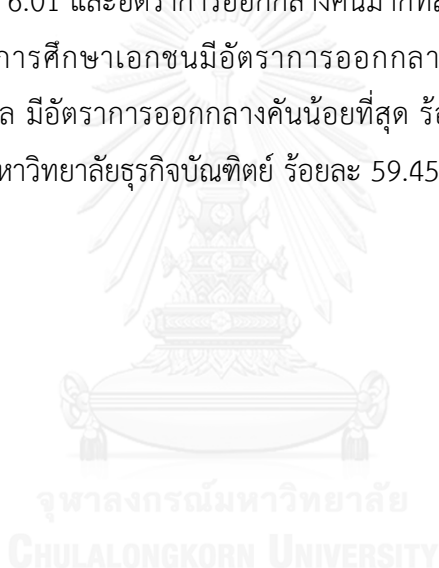 6.01 และอัตราการออกกลางคันมากที่ส
การศึกษาเอกชนมีอัตราการออกกลา
ล มีอัตราการออกกลางคันน้อยที่สุด ร้อ
หาวิทยาลัยธุรกิจบัณฑิตย์ ร้อยละ 59.45
จุฬาลงกรณ์มหาวิทยาลัย
CHULALONGKORN UNIVERSITY